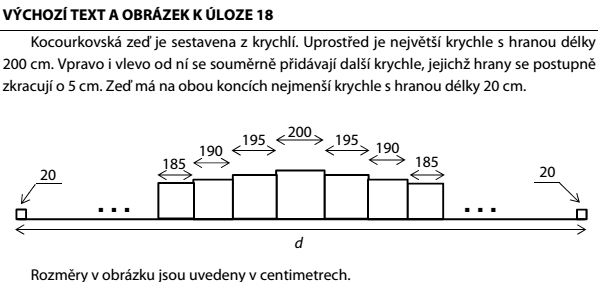 VÝCHOZÍ TEXT A OBRÁZEK K ÚLOZE 18
Kocourkovská zeď je sestavena z krychlí. Uprostřed je největší krychle s hranou délky
200 cm. Vpravo i vlevo od ní se souměrně přidávají další krychle, jejichž hrany se postupně
zkracují o 5 cm. Zeď má na obou koncích nejmenší krychle s hranou délky 20 cm.
20 185 190 195 200 195 190 185 20
d
Rozměry v obrázku jsou uvedeny v centimetrech.